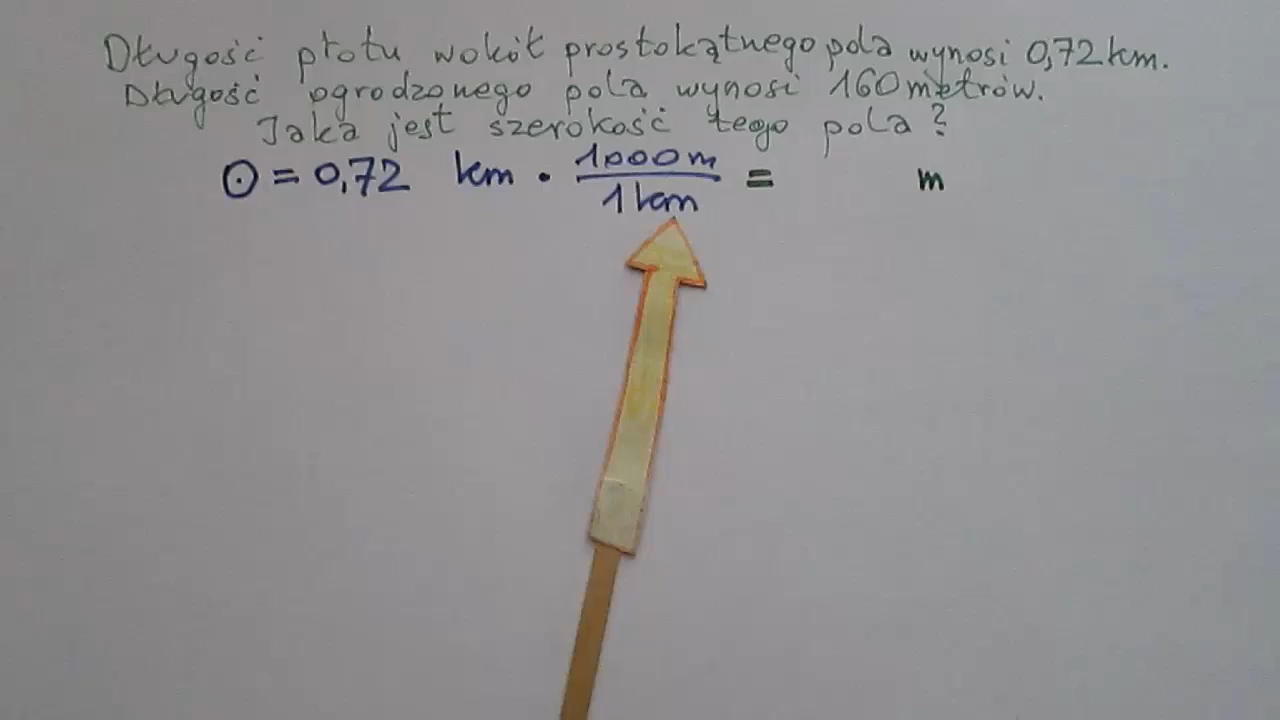 Długość płotu wokół prostokątnego pola wynosi 0,72 km.
Długość ogrodzonego pola wynosi 160 metrów.
Jaka jest szerokość tego pola?
⊙ = 0,72 km · 1000m / 1 km = m